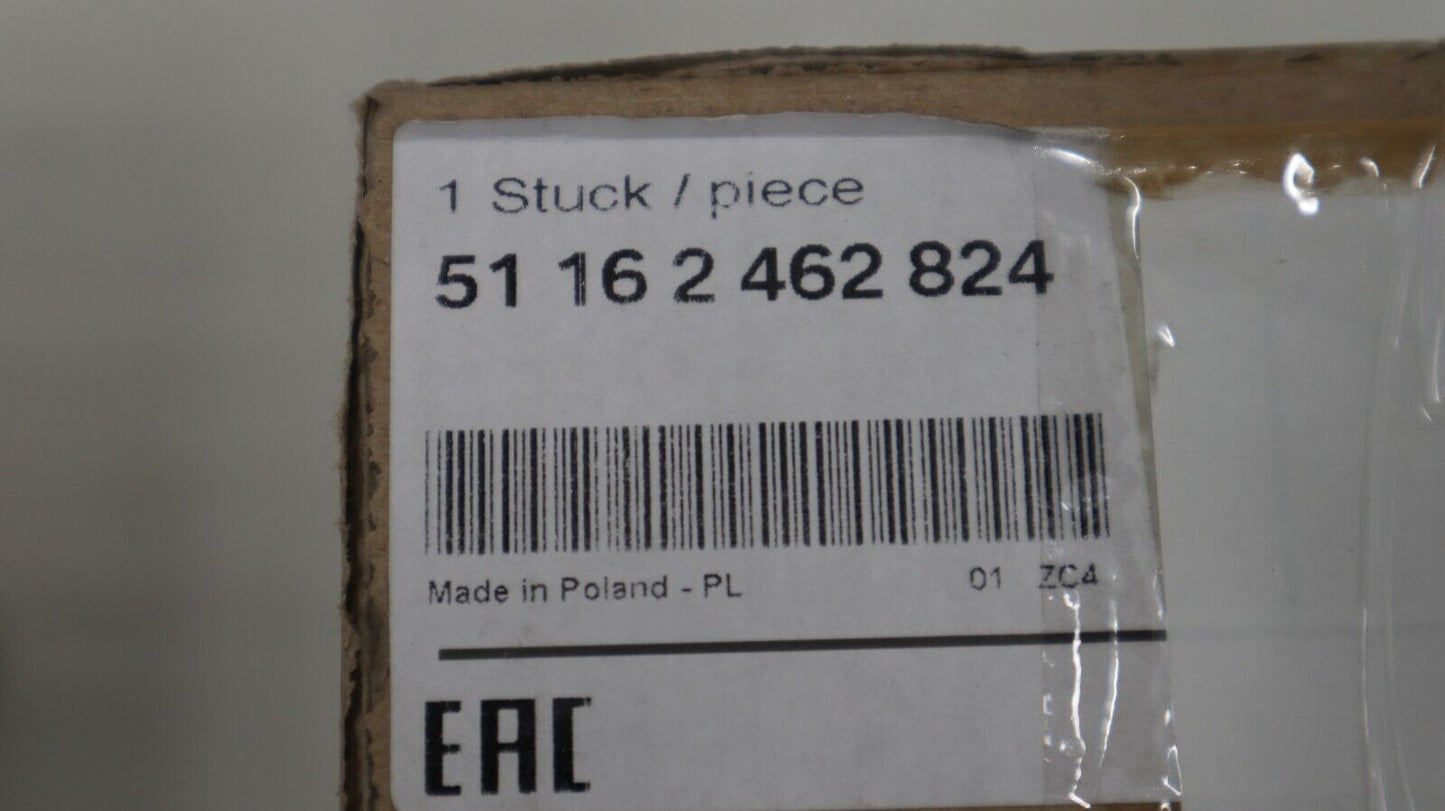 1 Stuck / piece
51 16 2 462 824
Made in Poland - PL 01 ZC4
EAC